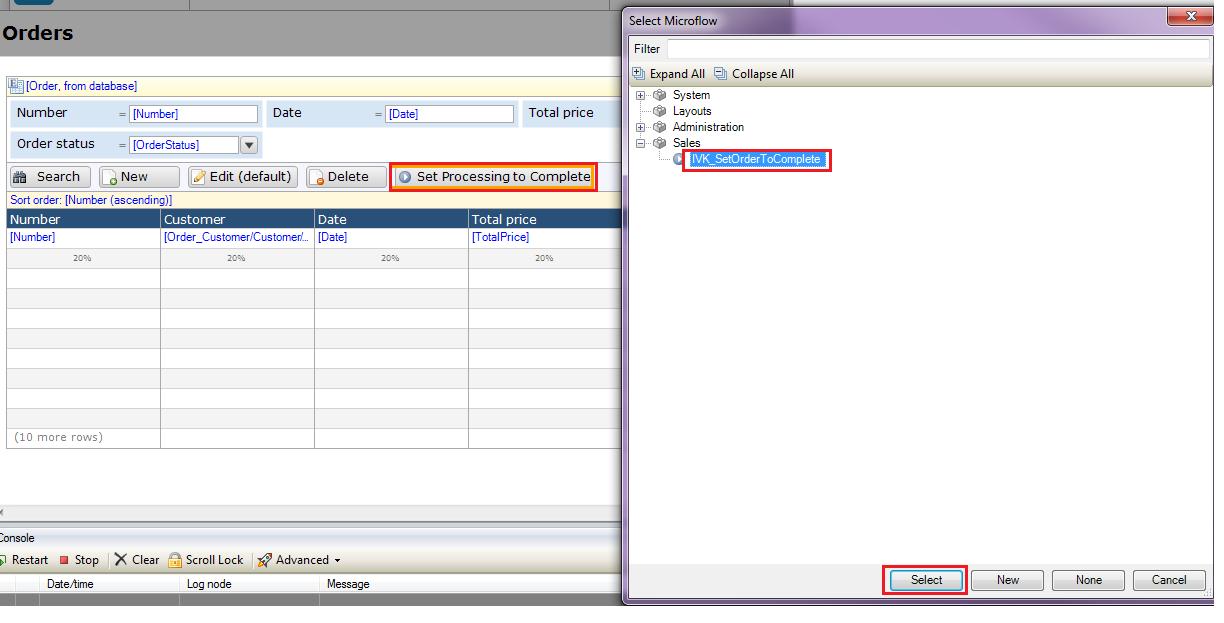 Orders
[Order, from database]
Number = [Number] Date = [Date] Total price
Order status = [OrderStatus]
Search New Edit (default) Delete Set Processing to Complete
Sort order: [Number (ascending)]
Number Customer Date Total price
[Number] [Order_Customer/Customer/... [Date] [TotalPrice]
20% 20% 20% 20%
(10 more rows)
Console
Restart Stop Clear Scroll Lock Advanced
Date/time Log node Message
Select Microflow
Filter
Expand All Collapse All
System
Layouts
Administration
Sales
IVK_SetOrderToComplete
Select New None Cancel